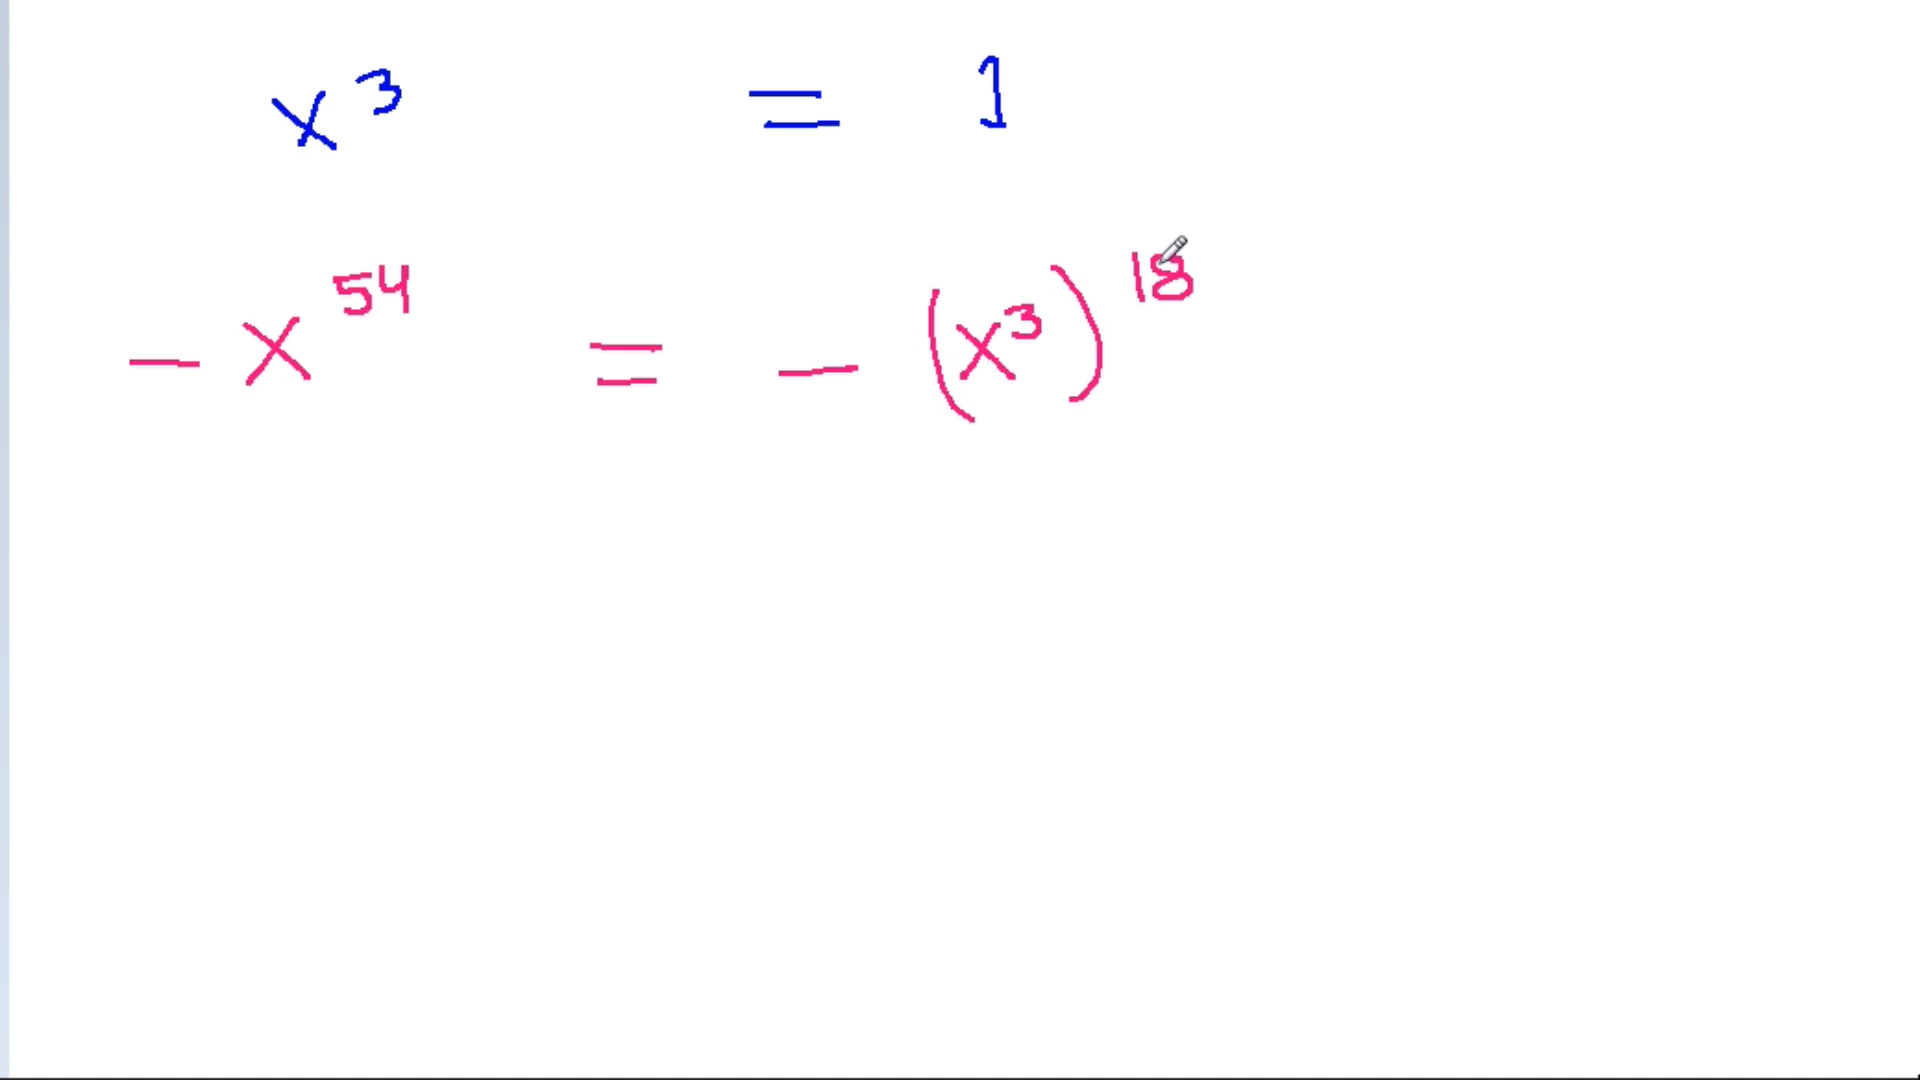 x³ = 1
- x⁵⁴ = - (x³)¹⁸